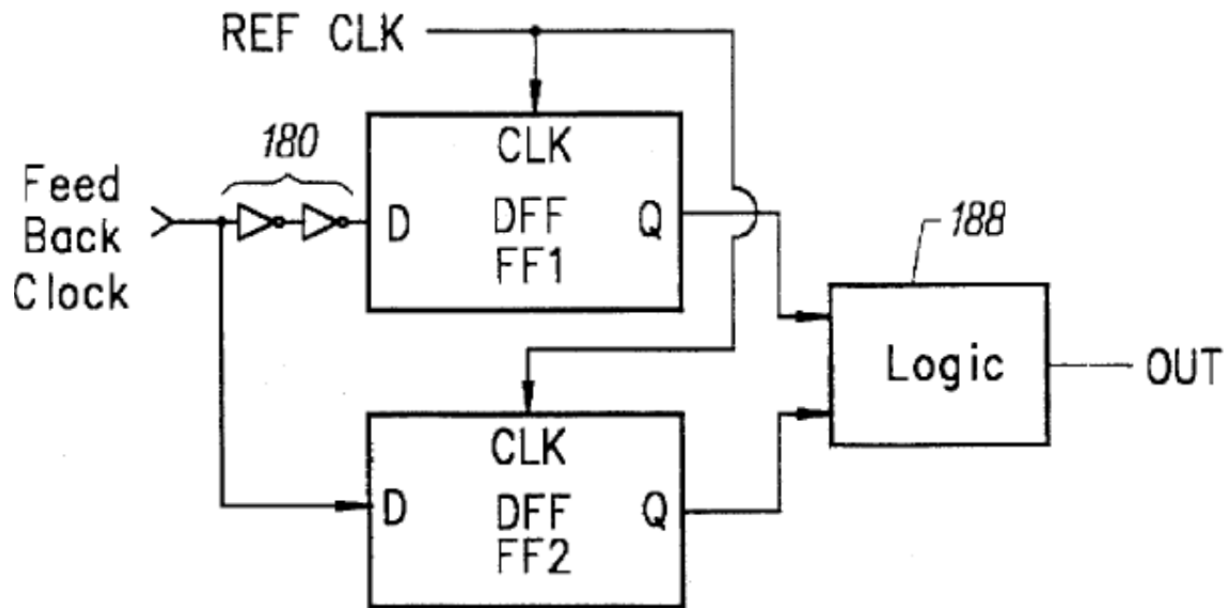 REF CLK
180
Feed
Back
Clock
CLK
D
DFF
Q
FF1
188
Logic
OUT
CLK
D
DFF
Q
FF2